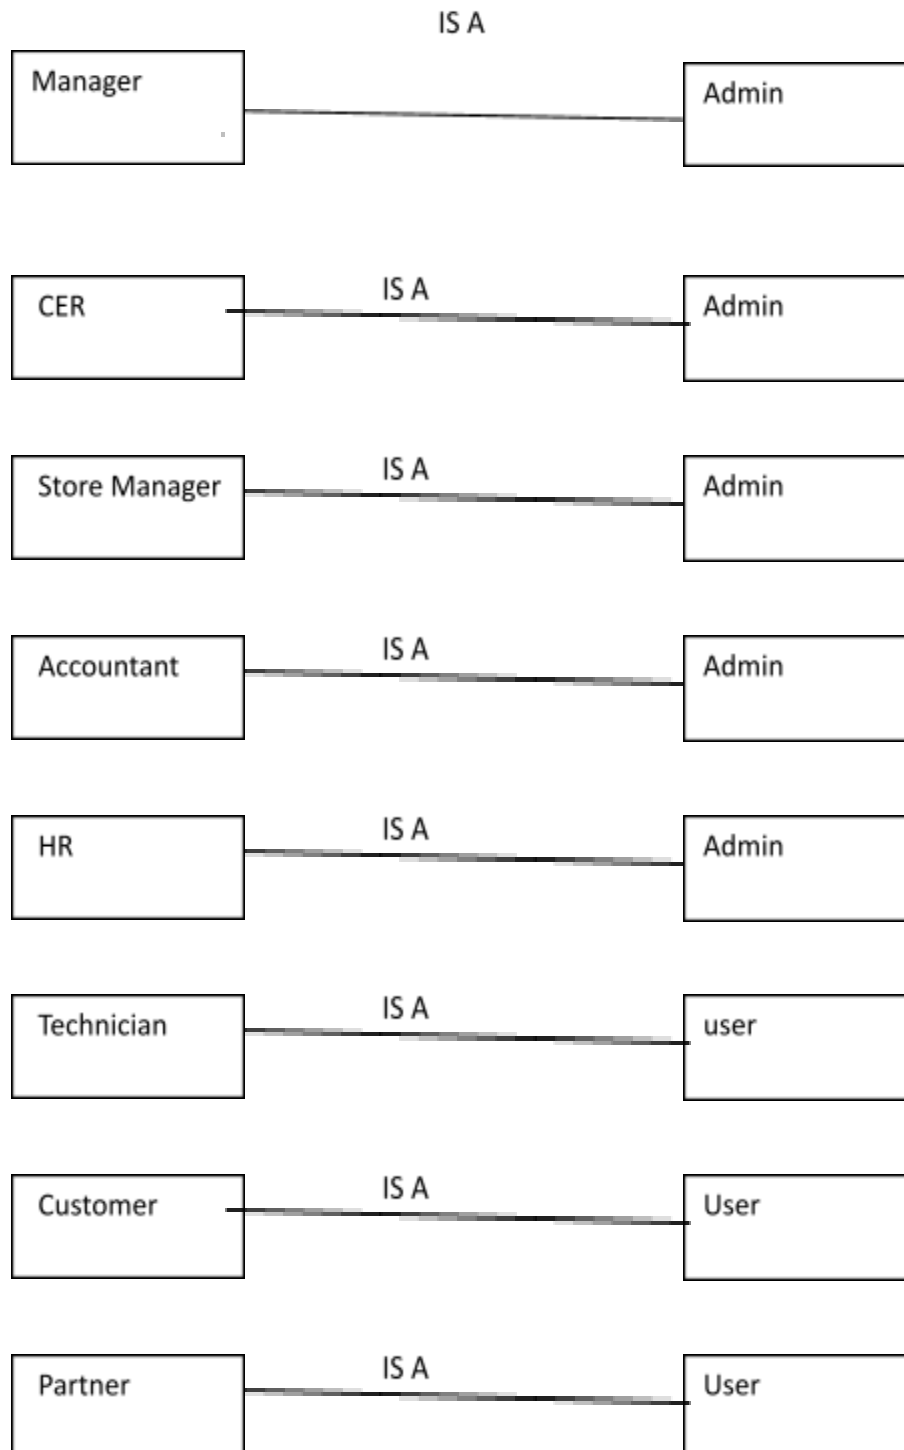 IS A
Manager
Admin
CER
IS A
Admin
Store Manager
IS A
Admin
Accountant
IS A
Admin
HR
IS A
Admin
Technician
IS A
user
Customer
IS A
User
Partner
IS A
User